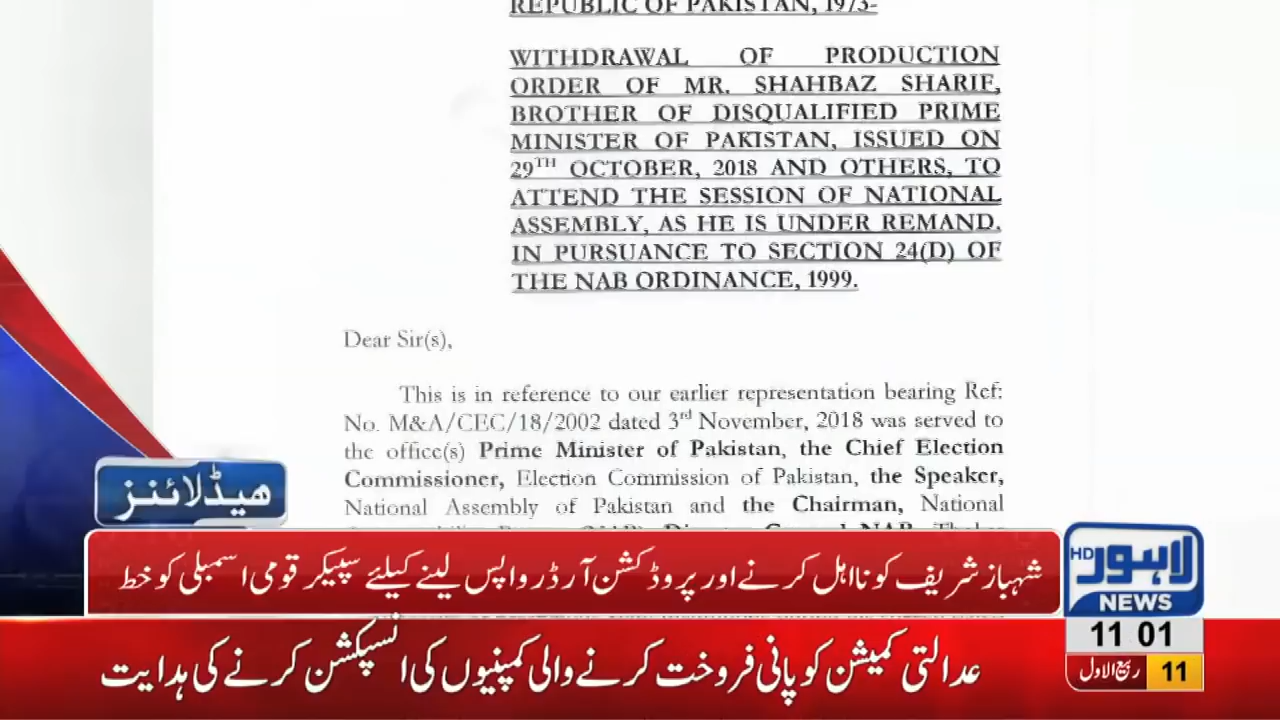 REPUBLIC OF PAKISTAN, 1973-
WITHDRAWAL OF PRODUCTION
ORDER OF MR. SHAHBAZ SHARIF,
BROTHER OF DISQUALIFIED PRIME
MINISTER OF PAKISTAN, ISSUED ON
29TH OCTOBER, 2018 AND OTHERS, TO
ATTEND THE SESSION OF NATIONAL
ASSEMBLY, AS HE IS UNDER REMAND.
IN PURSUANCE TO SECTION 24(D) OF
THE NAB ORDINANCE, 1999.
Dear Sir(s),
This is in reference to our earlier representation bearing Ref:
No. M&A/CEC/18/2002 dated 3rd November, 2018 was served to
the office(s) Prime Minister of Pakistan, the Chief Election
Commissioner, Election Commission of Pakistan, the Speaker,
National Assembly of Pakistan and the Chairman, National
ھیڈلائنز
شہباز شریف کو نااہل کرنے اور پروڈکشن آرڈر واپس لینے کیلئے سپیکر قومی اسمبلی کو خط
لاہور HD
NEWS
11 01
11 ربیع الاول
عدالتی کمیشن کو پانی فروخت کرنے والی کمپنیوں کی انسپکشن کرنے کی ہدایت